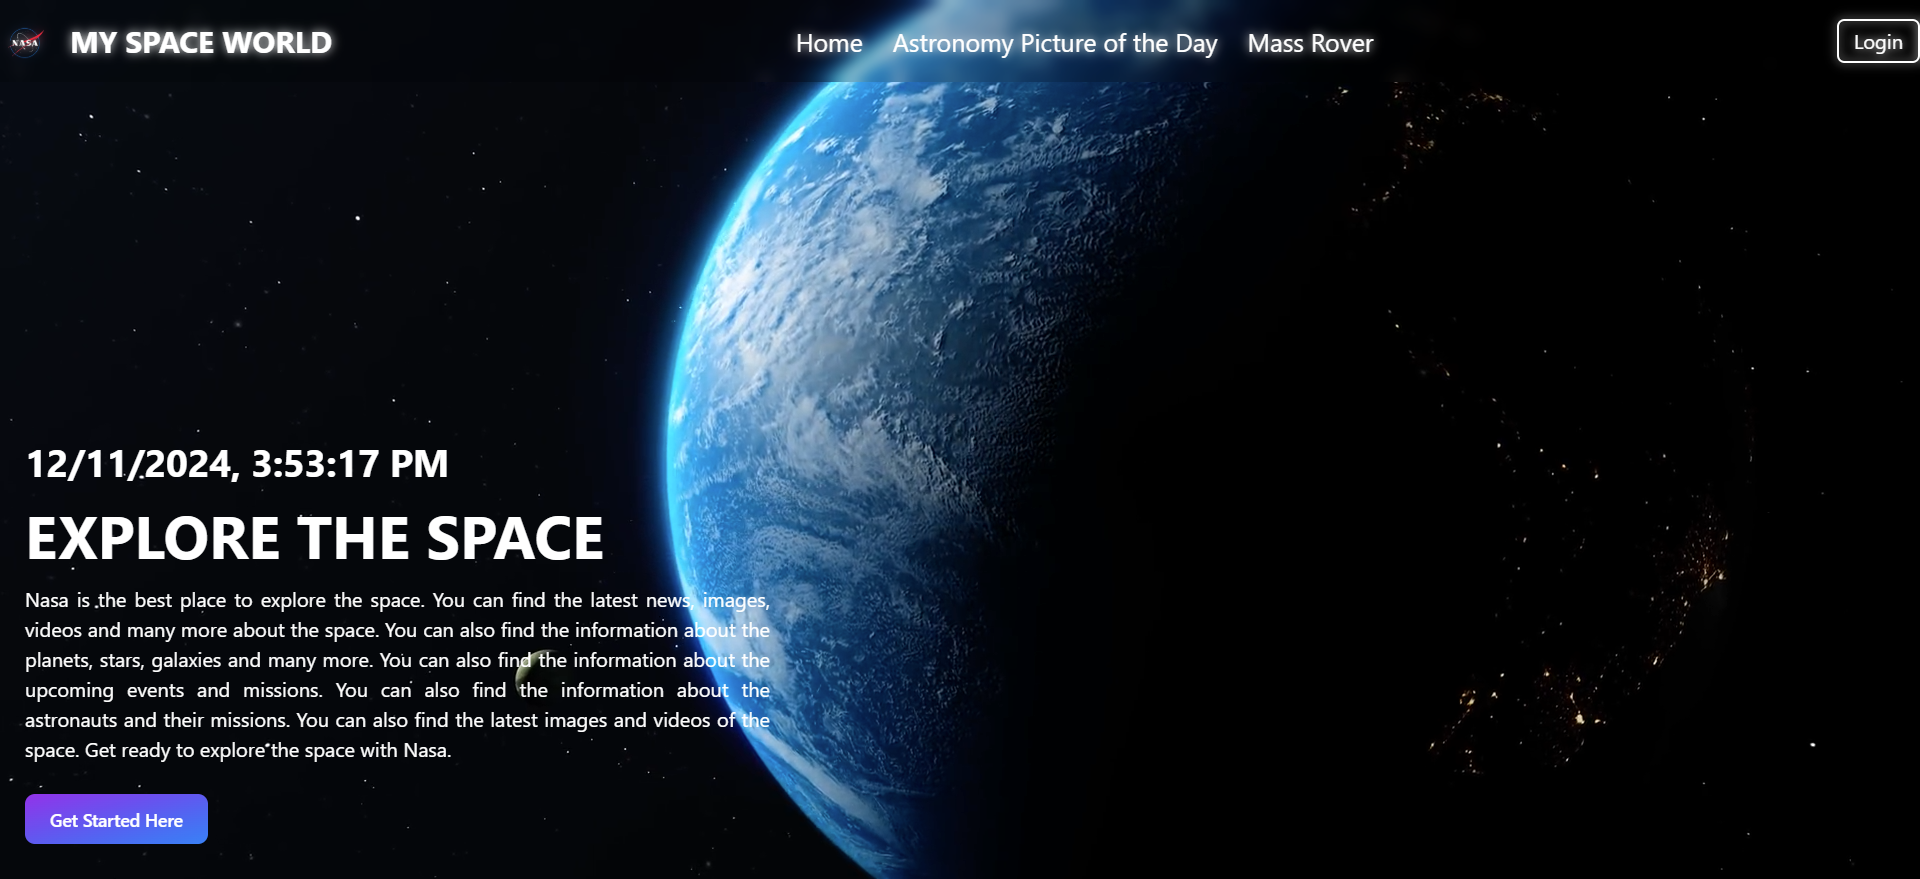 NASA
MY SPACE WORLD
Home
Astronomy Picture of the Day
Mass Rover
Login
12/11/2024, 3:53:17 PM
EXPLORE THE SPACE
Nasa is the best place to explore the space. You can find the latest news, images,
videos and many more about the space. You can also find the information about the
planets, stars, galaxies and many more. You can also find the information about the
upcoming events and missions. You can also find the information about the
astronauts and their missions. You can also find the latest images and videos of the
space. Get ready to explore the space with Nasa.
Get Started Here